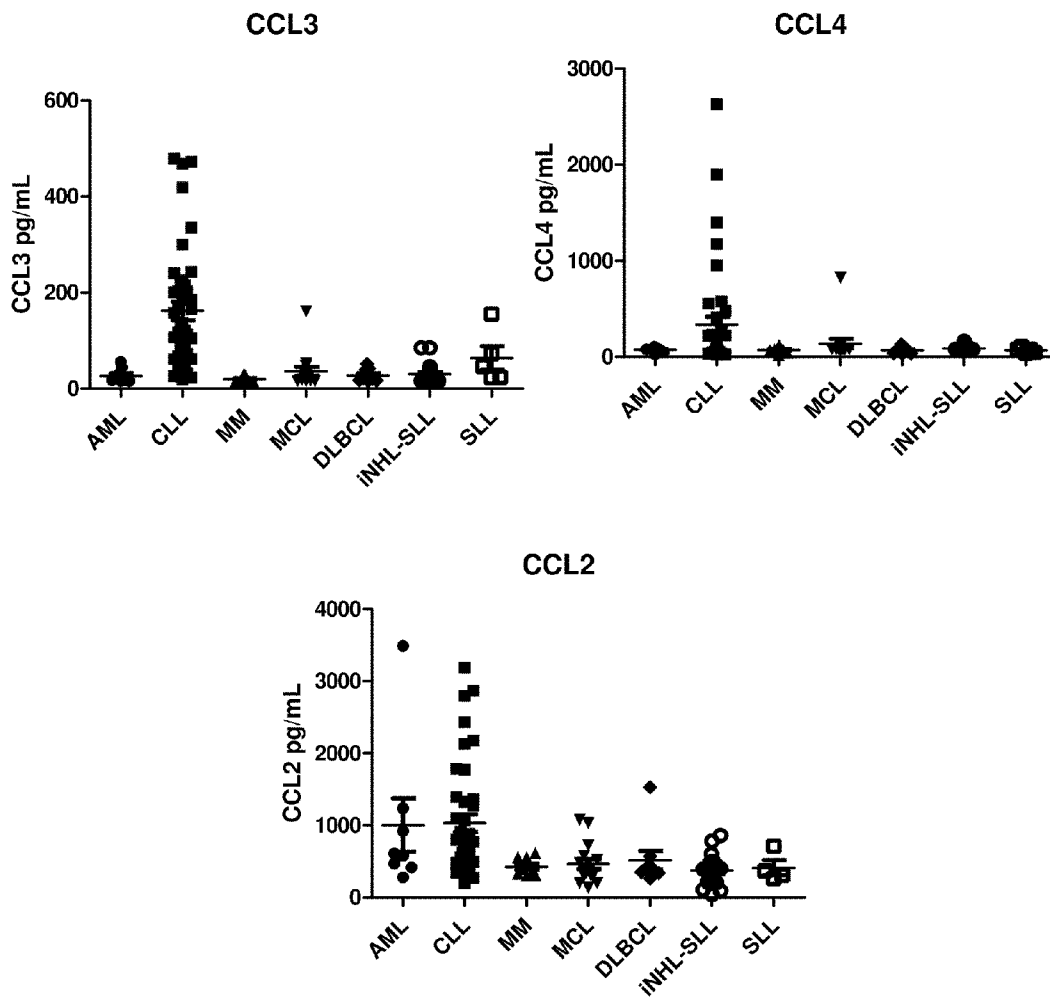 CCL3
CCL3 pg/mL
600
400
200
0
AML
CLL
MM
MCL
DLBCL
iNHL-SLL
SLL
CCL4
CCL4 pg/mL
3000
2000
1000
0
AML
CLL
MM
MCL
DLBCL
iNHL-SLL
SLL
CCL2
CCL2 pg/mL
4000
3000
2000
1000
0
AML
CLL
MM
MCL
DLBCL
iNHL-SLL
SLL